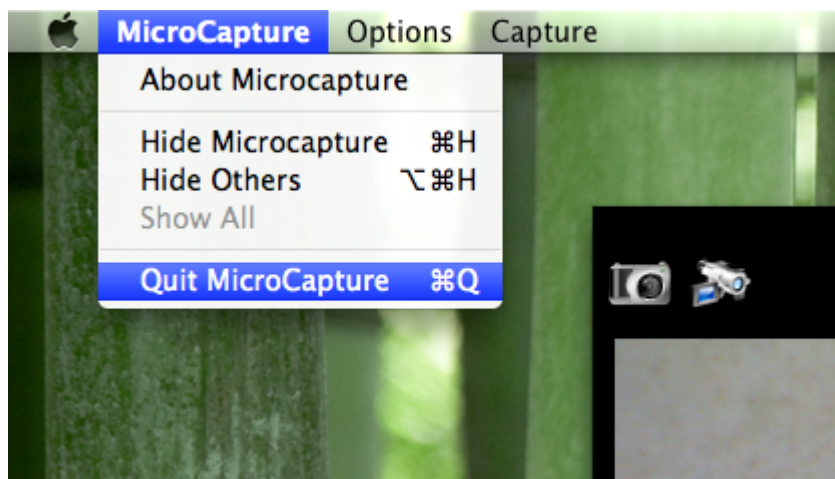 MicroCapture Options Capture
About Microcapture
Hide Microcapture ⌘H
Hide Others ⌥⌘H
Show All
Quit MicroCapture ⌘Q